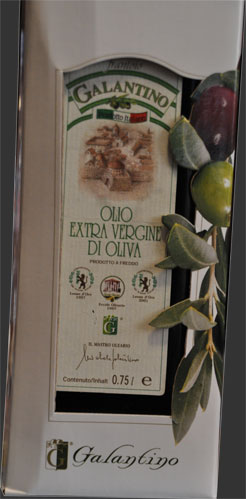 GALANTINO
OLIO
EXTRA VERGINE
DI OLIVA
PRODOTTO A FREDDO
IL MASTRO OLEARIO
Contenuto/Inhalt 0.75 l e
Galantino